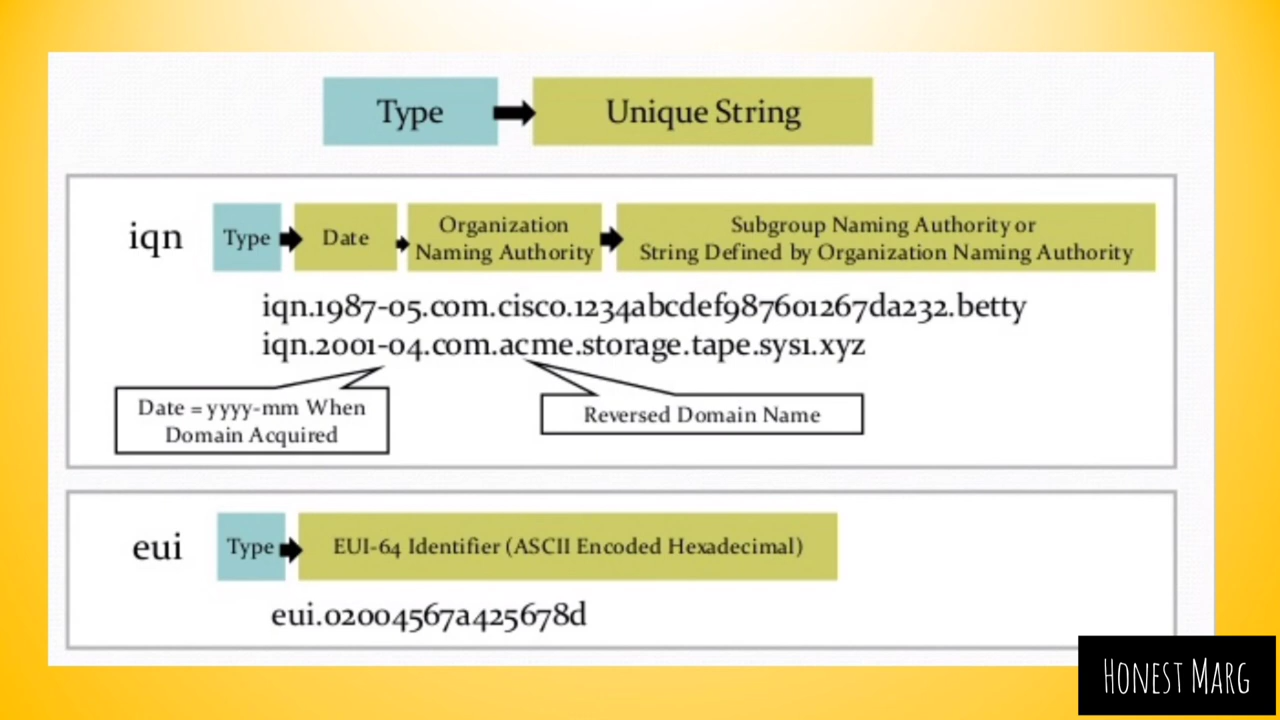 Type
Unique String
iqn
Type
Date
Organization
Naming Authority
Subgroup Naming Authority or
String Defined by Organization Naming Authority
iqn.1987-05.com.cisco.1234abcdef987601267da232.betty
iqn.2001-04.com.acme.storage.tape.sys1.xyz
Date = yyyy-mm When
Domain Acquired
Reversed Domain Name
eui
Type
EUI-64 Identifier (ASCII Encoded Hexadecimal)
eui.02004567a425678d
Honest Marg